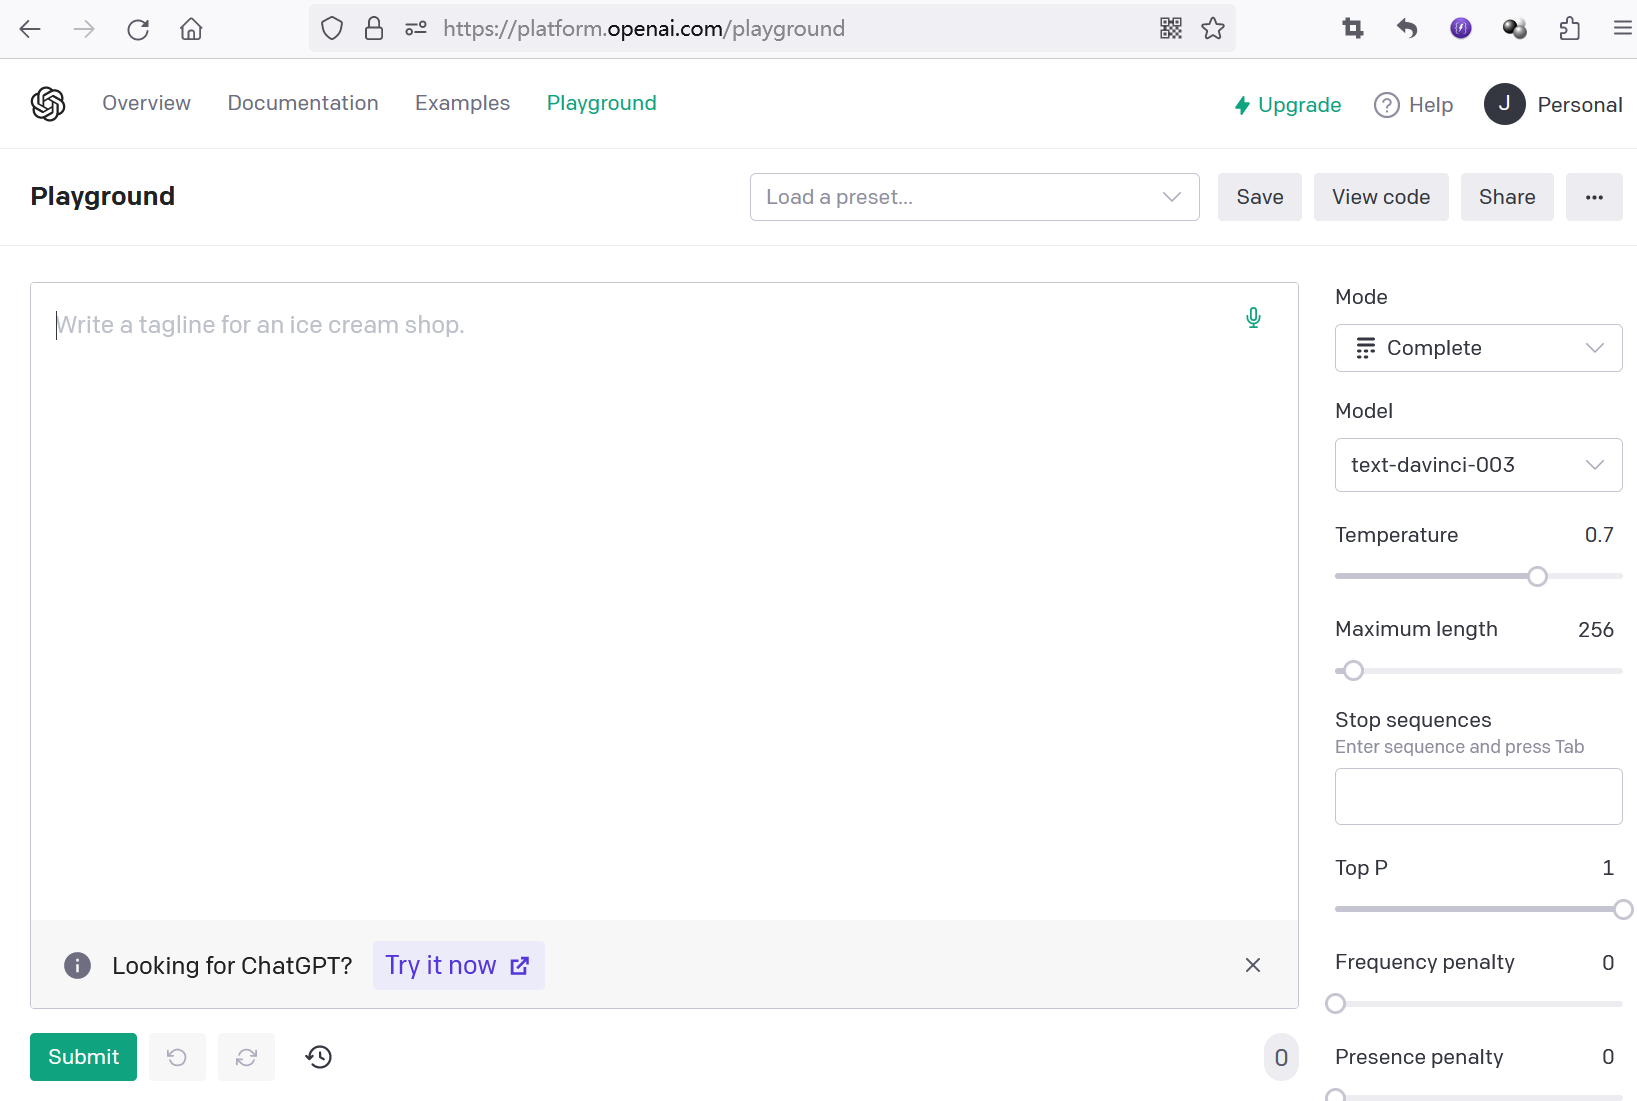 https://platform.openai.com/playground
Overview Documentation Examples Playground Upgrade ? Help J Personal
Playground Load a preset... Save View code Share ...
Write a tagline for an ice cream shop.
Looking for ChatGPT? Try it now
Submit 0
Mode
Complete
Model
text-davinci-003
Temperature 0.7
Maximum length 256
Stop sequences
Enter sequence and press Tab
Top P 1
Frequency penalty 0
Presence penalty 0